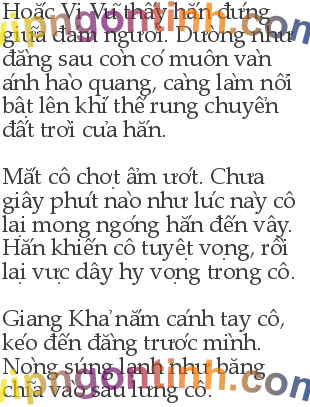 Hoắc Vi Vũ thấy hắn đứng
giữa đám người. Dường như
đằng sau còn có muôn vàn
ánh hào quang, càng làm nổi
bật lên khí thế rung chuyển
đất trời của hắn.

Mắt cô chợt ẩm ướt. Chưa
giây phút nào như lúc này cô
lại mong ngóng hắn đến vậy.
Hắn khiến cô tuyệt vọng, rồi
lại vực dậy hy vọng trong cô.

Giang Khả nắm cánh tay cô,
kéo đến đằng trước mình.
Nòng súng lạnh như băng
chĩa vào sau lưng cô.
vipngontinh.com
vipngontinh.com